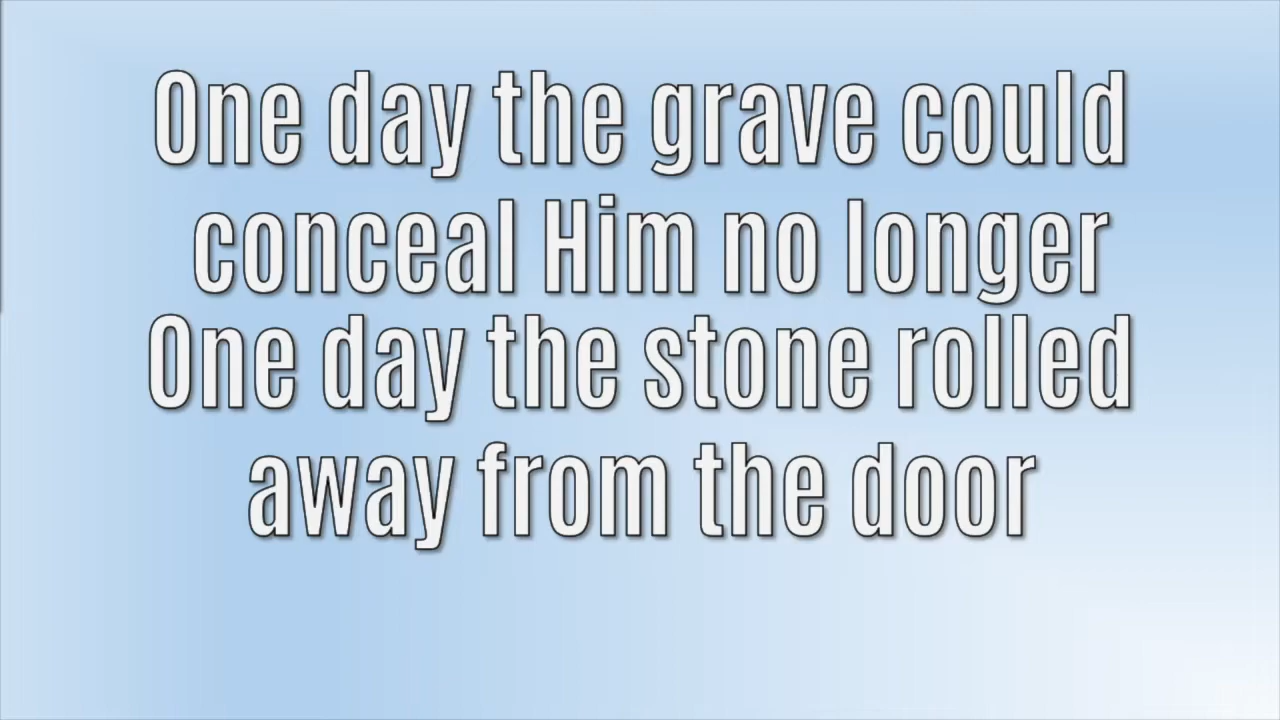 One day the grave could
conceal Him no longer
One day the stone rolled
away from the door